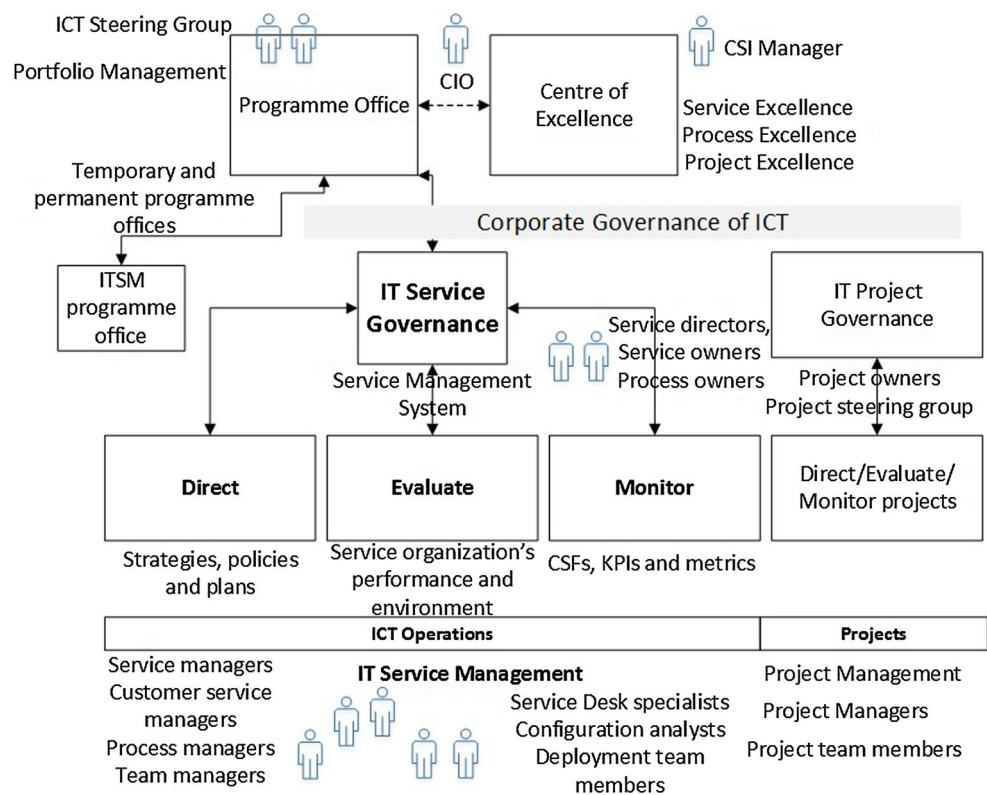 ICT Steering Group
Portfolio Management
Programme Office
CIO
Centre of
Excellence
CSI Manager
Service Excellence
Process Excellence
Project Excellence
Temporary and
permanent programme
offices
Corporate Governance of ICT
ITSM
programme
office
IT Service
Governance
Service directors,
Service owners
Process owners
IT Project
Governance
Service Management
System
Project owners
Project steering group
Direct
Evaluate
Monitor
Direct/Evaluate/
Monitor projects
Strategies, policies
and plans
Service organization's
performance and
environment
CSFs, KPIs and metrics
ICT Operations
Projects
Service managers
Customer service
managers
Process managers
Team managers
IT Service Management
Service Desk specialists
Configuration analysts
Deployment team
members
Project Management
Project Managers
Project team members